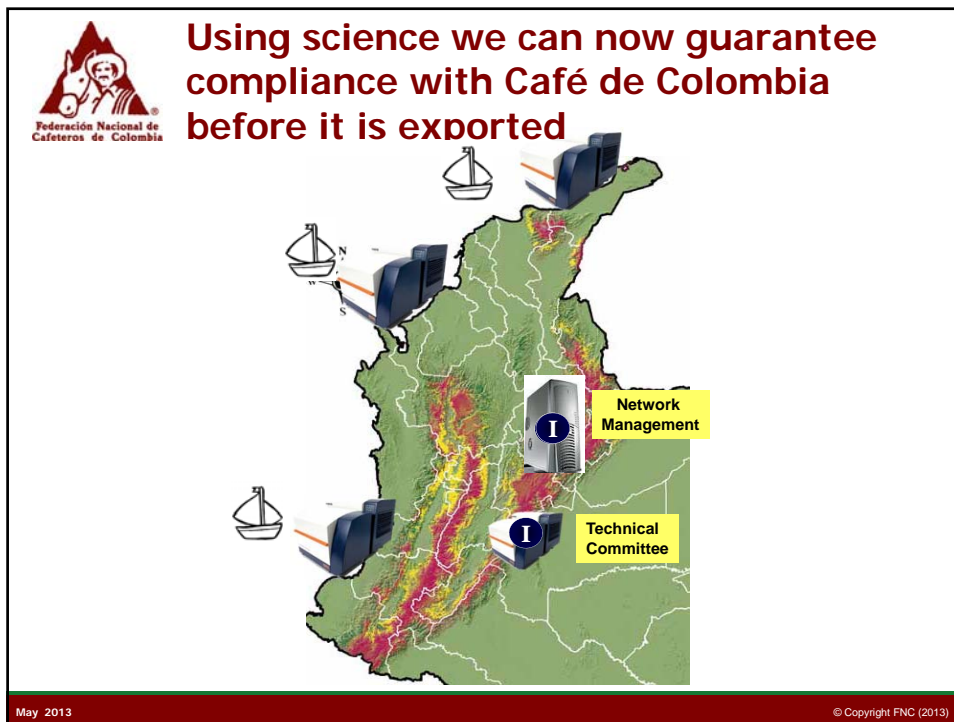 Using science we can now guarantee
compliance with Café de Colombia
before it is exported
®
Federación Nacional de
Cafeteros de Colombia
N
W
S
I
Network
Management
I
Technical
Committee
May 2013
© Copyright FNC (2013)